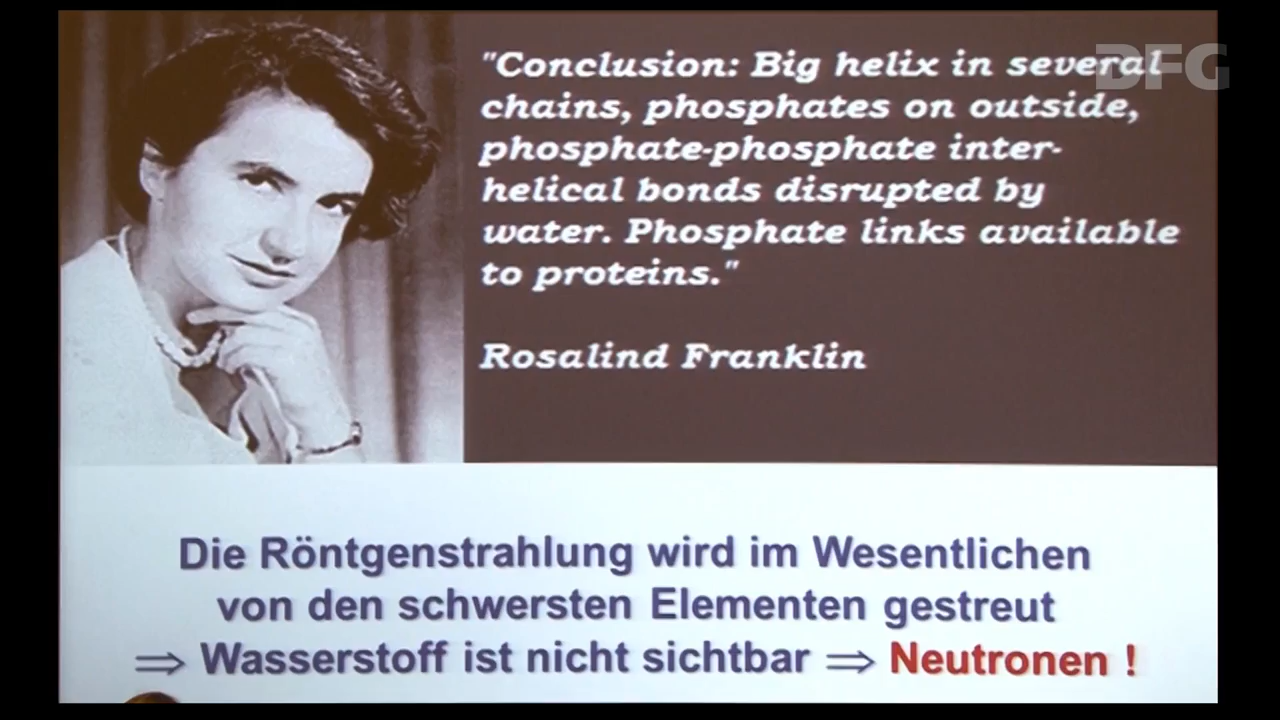 "Conclusion: Big helix in several
chains, phosphates on outside,
phosphate-phosphate inter-
helical bonds disrupted by
water. Phosphate links available
to proteins."
Rosalind Franklin
DFG
Die Röntgenstrahlung wird im Wesentlichen
von den schwersten Elementen gestreut
⇒ Wasserstoff ist nicht sichtbar ⇒ Neutronen !